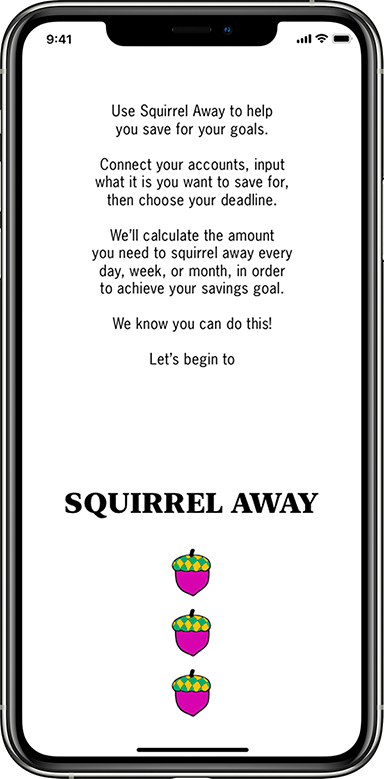 9:41
Use Squirrel Away to help
you save for your goals.
Connect your accounts, input
what it is you want to save for,
then choose your deadline.
We’ll calculate the amount
you need to squirrel away every
day, week, or month, in order
to achieve your savings goal.
We know you can do this!
Let’s begin to
SQUIRREL AWAY